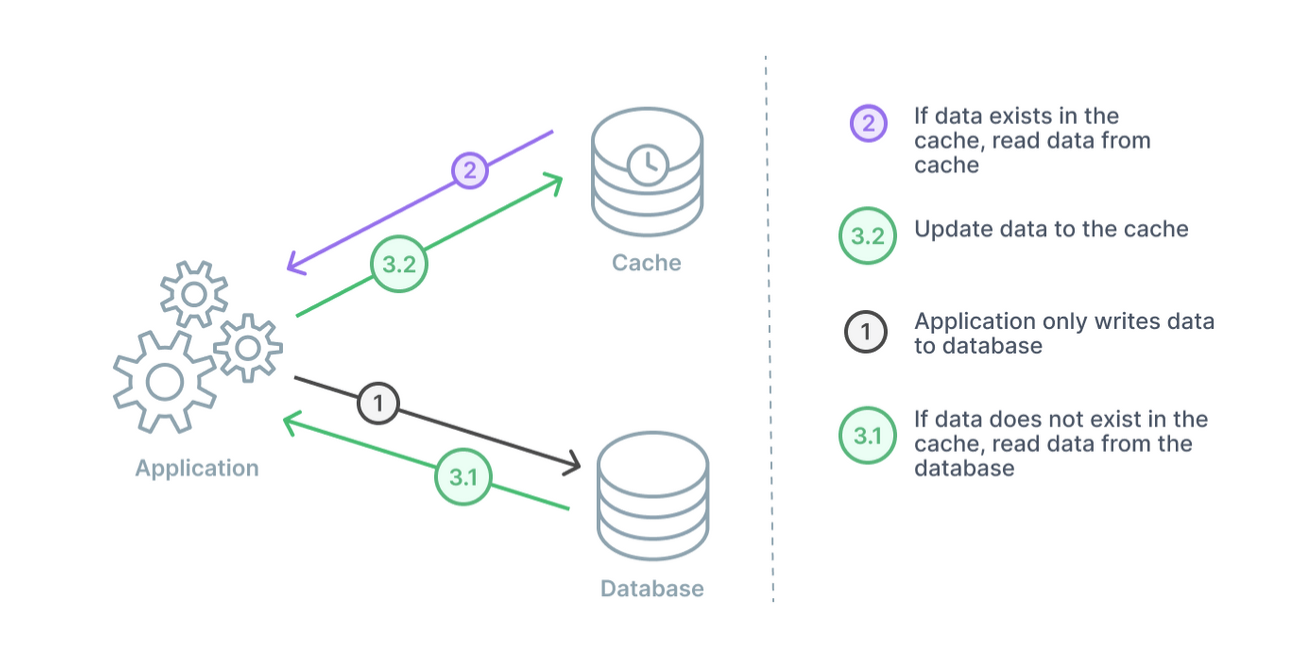 2
3.2
Cache
Application
1
3.1
Database
2
If data exists in the
cache, read data from
cache
3.2
Update data to the cache
1
Application only writes data
to database
3.1
If data does not exist in the
cache, read data from the
database